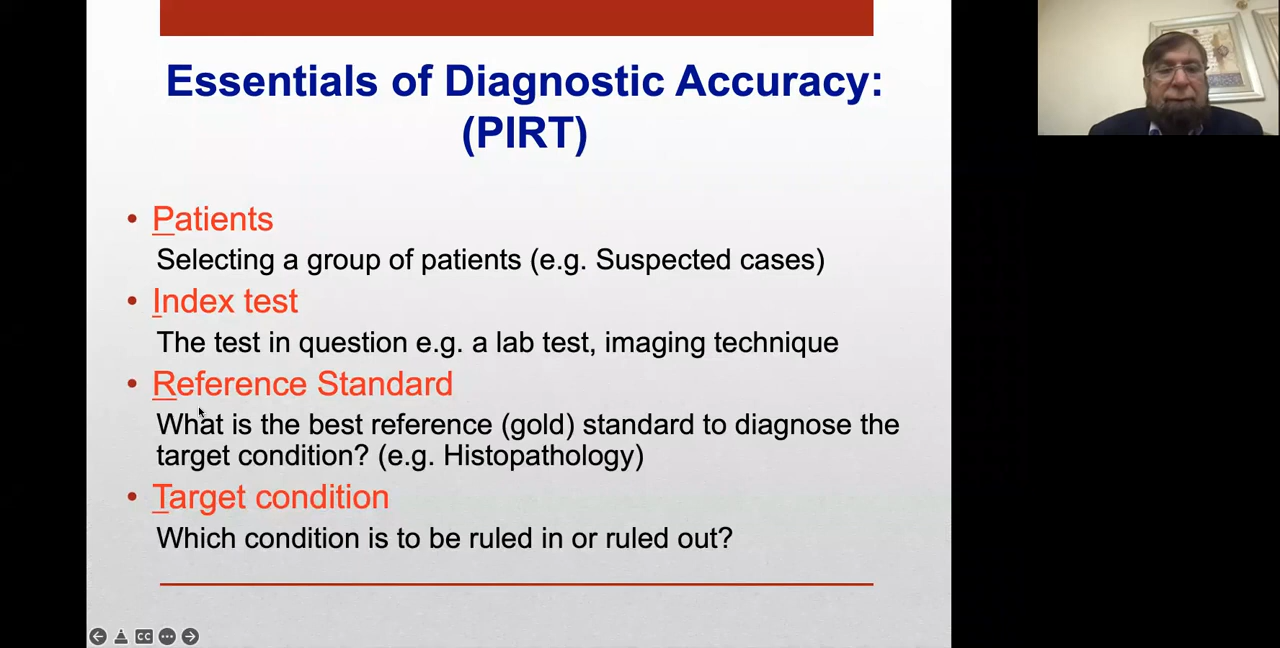 Essentials of Diagnostic Accuracy:
(PIRT)
• Patients
Selecting a group of patients (e.g. Suspected cases)
• Index test
The test in question e.g. a lab test, imaging technique
• Reference Standard
What is the best reference (gold) standard to diagnose the
target condition? (e.g. Histopathology)
• Target condition
Which condition is to be ruled in or ruled out?
CC